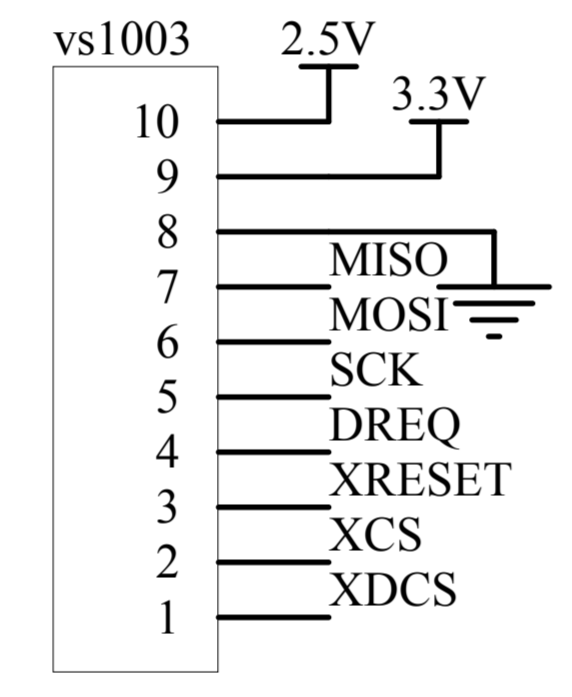 vs1003
2.5V
3.3V
10
9
8
MISO
7
MOSI
6
SCK
5
DREQ
4
XRESET
3
XCS
2
XDCS
1